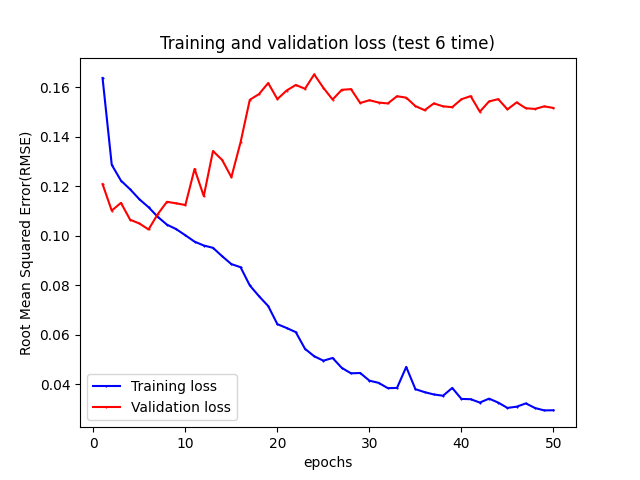 Training and validation loss (test 6 time)
Root Mean Squared Error(RMSE)
0.16
0.14
0.12
0.10
0.08
0.06
0.04
Training loss
Validation loss
0
10
20
30
40
50
epochs